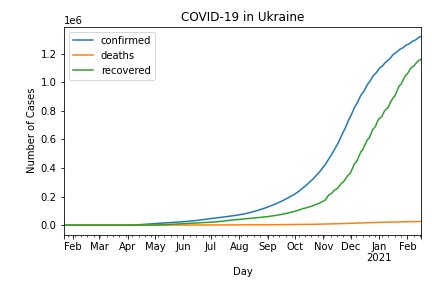 COVID-19 in Ukraine
1e6
confirmed
deaths
recovered
1.2
1.0
0.8
0.6
0.4
0.2
0.0
Number of Cases
Feb Mar Apr May Jun Jul Aug Sep Oct Nov Dec Jan Feb
2021
Day